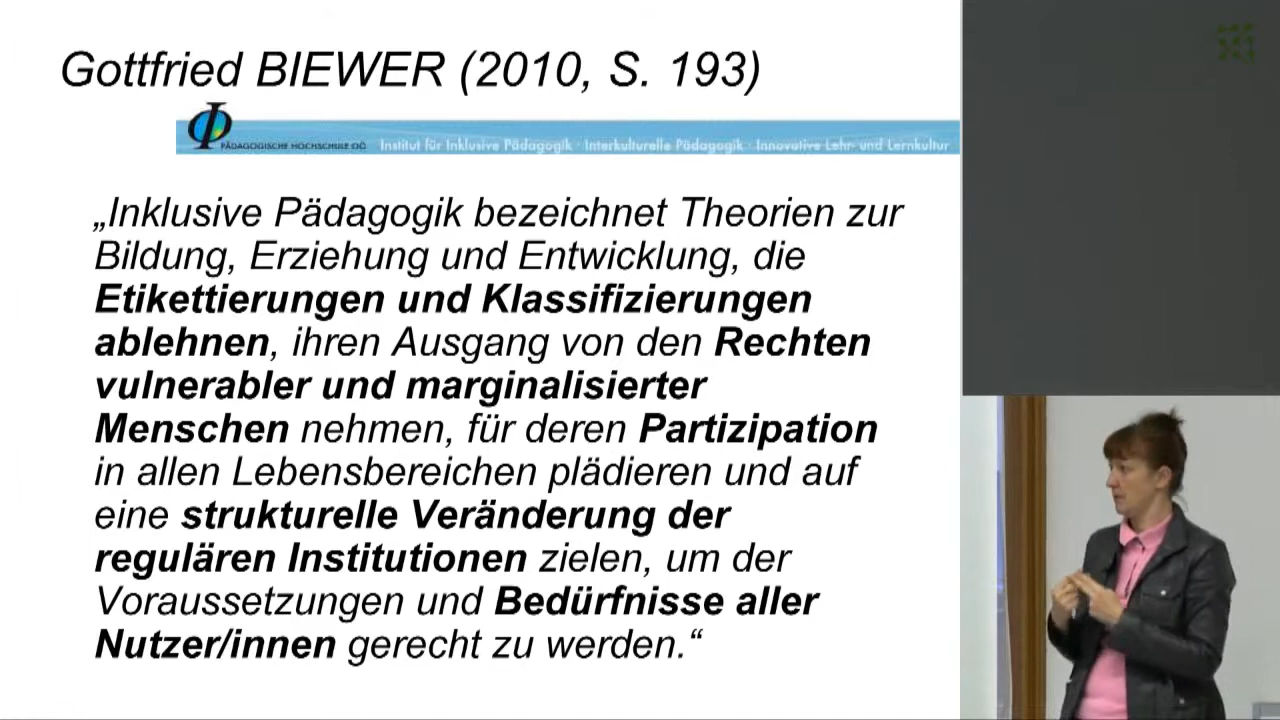 Gottfried BIEWER (2010, S. 193)
PÄDAGOGISCHE HOCHSCHULE OÖ Institut für Inklusive Pädagogik · Interkulturelle Pädagogik · Innovative Lehr- und Lernkultur
„Inklusive Pädagogik bezeichnet Theorien zur
Bildung, Erziehung und Entwicklung, die
Etikettierungen und Klassifizierungen
ablehnen, ihren Ausgang von den Rechten
vulnerabler und marginalisierter
Menschen nehmen, für deren Partizipation
in allen Lebensbereichen plädieren und auf
eine strukturelle Veränderung der
regulären Institutionen zielen, um der
Voraussetzungen und Bedürfnisse aller
Nutzer/innen gerecht zu werden.“